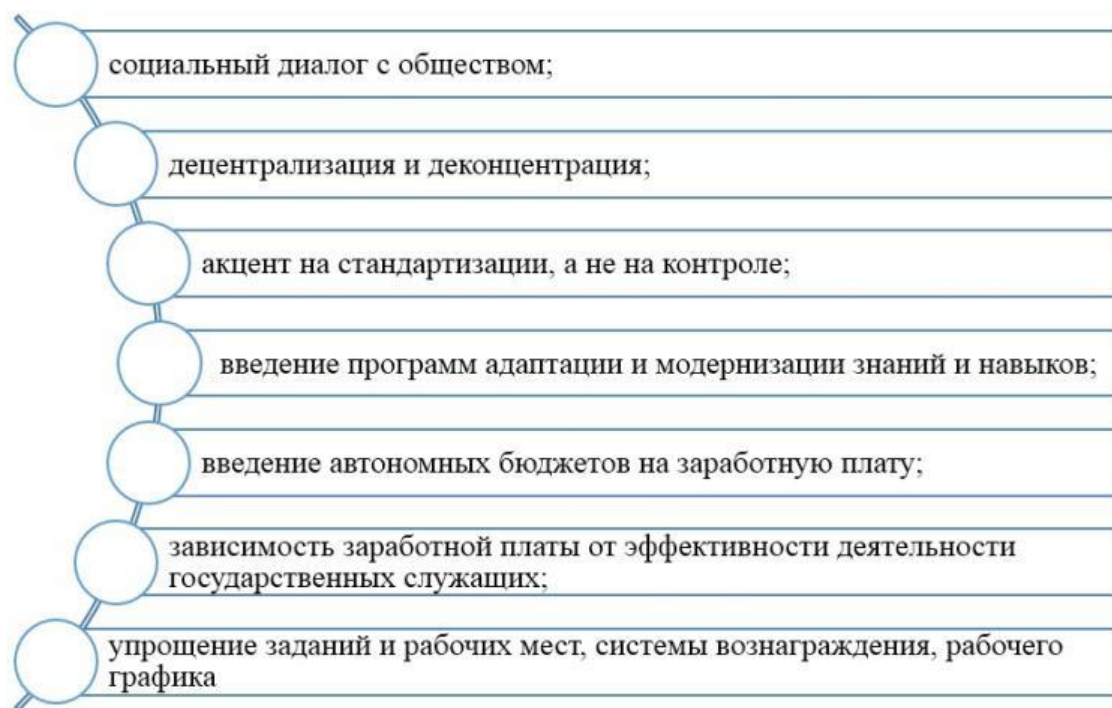 социальный диалог с обществом;
децентрализация и деконцентрация;
акцент на стандартизации, а не на контроле;
введение программ адаптации и модернизации знаний и навыков;
введение автономных бюджетов на заработную плату;
зависимость заработной платы от эффективности деятельности
государственных служащих;
упрощение заданий и рабочих мест, системы вознаграждения, рабочего
графика